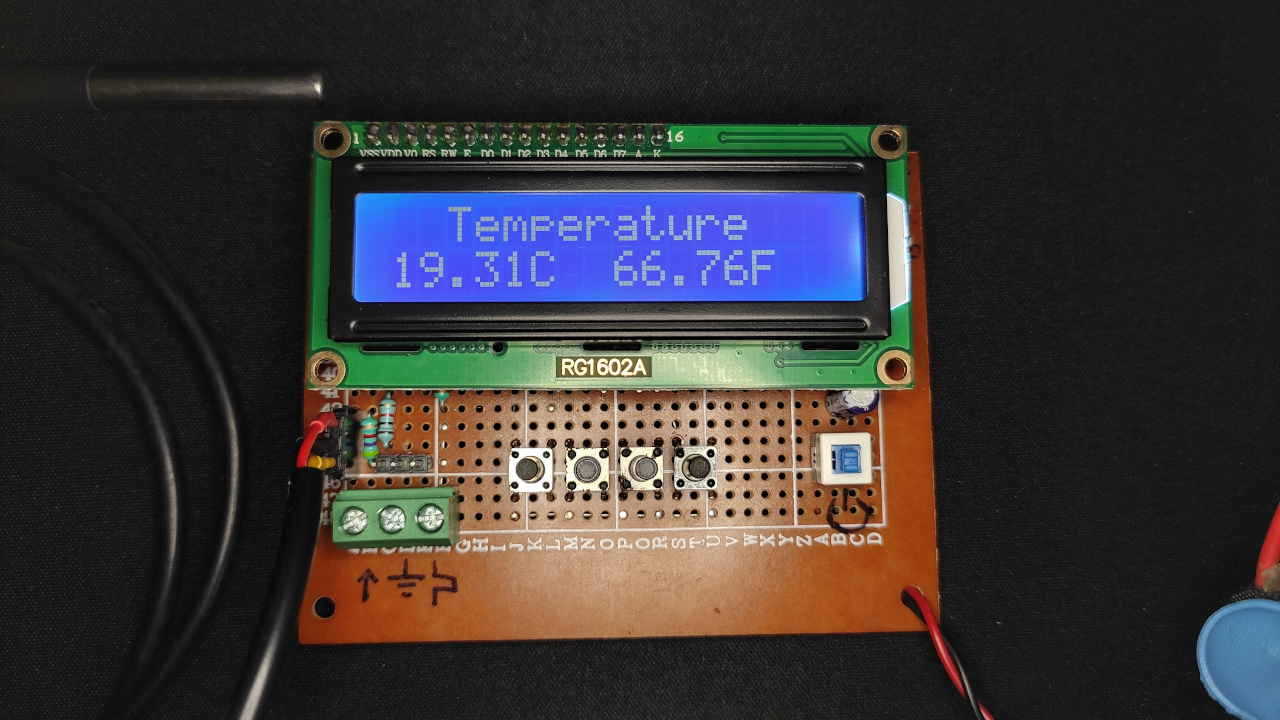 1
16
VSS VDD V0 RS RW E D0 D1 D2 D3 D4 D5 D6 D7 A K
Temperature
19.31C 66.76F
RG1602A
G H I J K L M N O P Q R S T U V W X Y Z A B C D